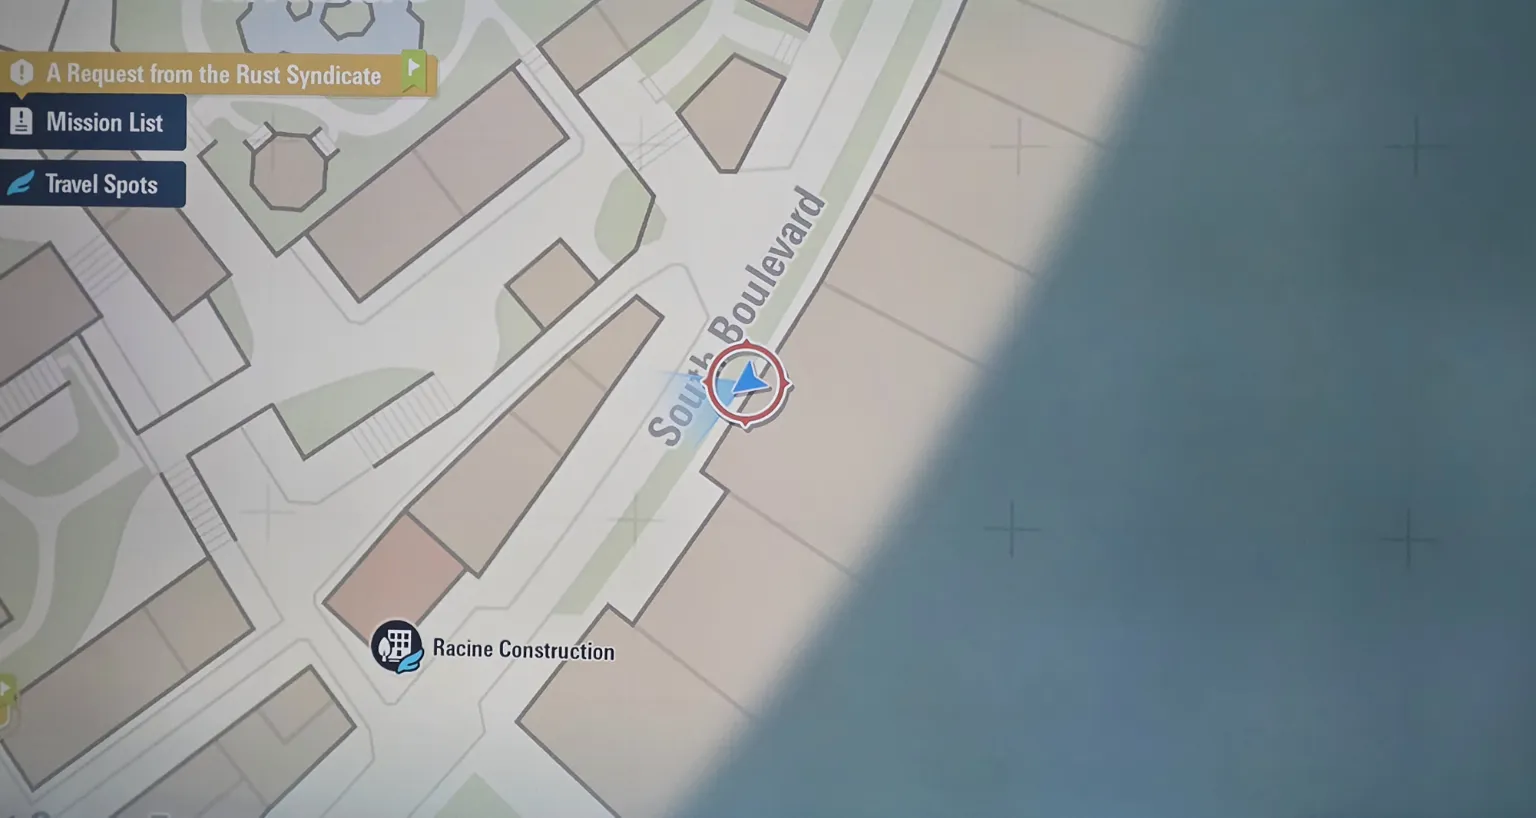 A Request from the Rust Syndicate
Mission List
Travel Spots
South Boulevard
Racine Construction